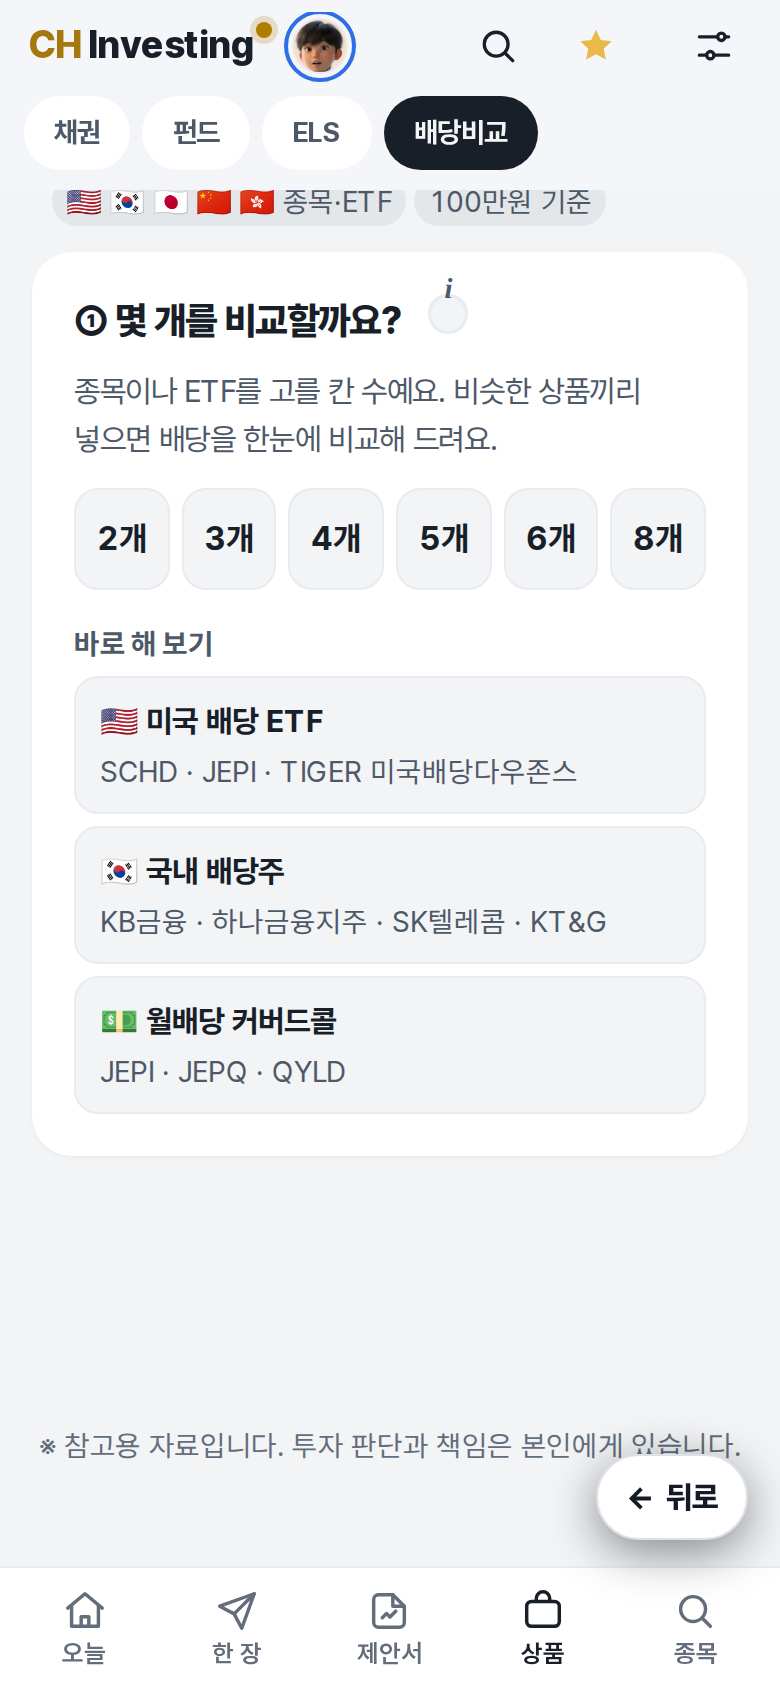 CH Investing
채권
펀드
ELS
배당비교
종목·ETF
100만원 기준
① 몇 개를 비교할까요?
i
종목이나 ETF를 고를 칸 수예요. 비슷한 상품끼리
넣으면 배당을 한눈에 비교해 드려요.
2개
3개
4개
5개
6개
8개
바로 해 보기
🇺🇸 미국 배당 ETF
SCHD · JEPI · TIGER 미국배당다우존스
🇰🇷 국내 배당주
KB금융 · 하나금융지주 · SK텔레콤 · KT&G
💵 월배당 커버드콜
JEPI · JEPQ · QYLD
※ 참고용 자료입니다. 투자 판단과 책임은 본인에게 있습니다.
← 뒤로
오늘
한 장
제안서
상품
종목